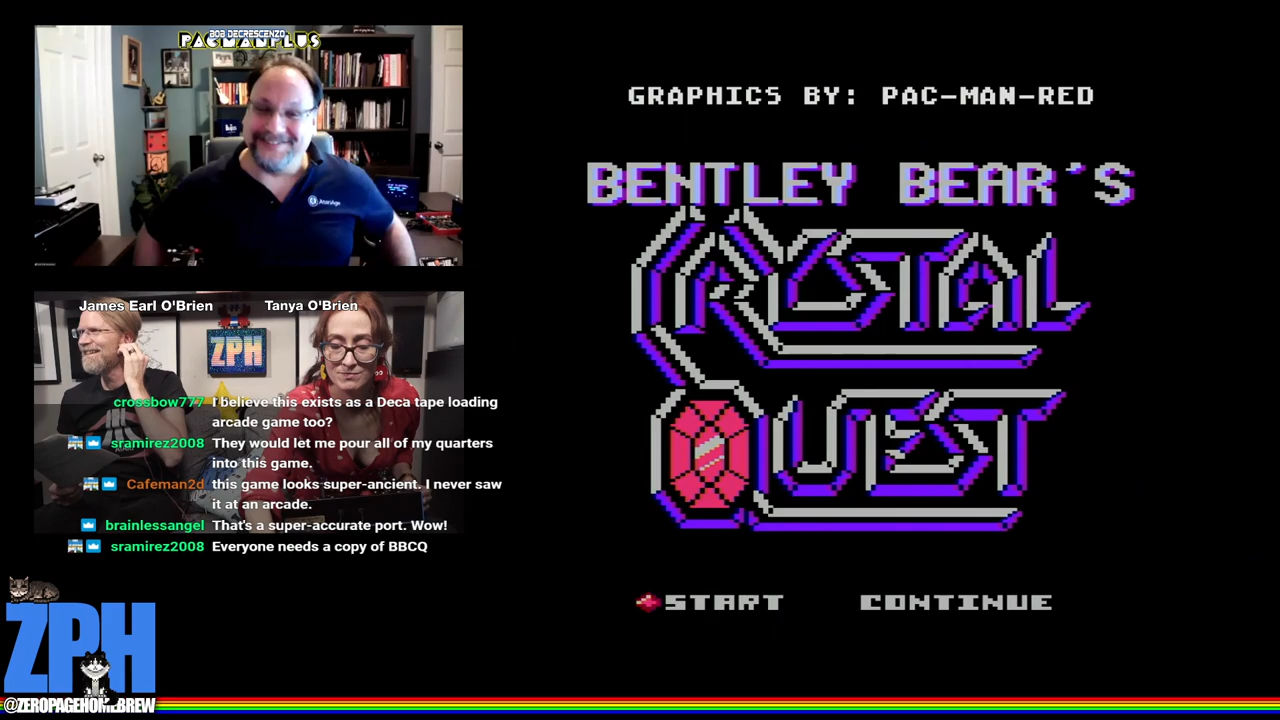 BOB DECRESCENZO
PACMANPLUS
AtariAge
James Earl O'Brien
Tanya O'Brien
ZPH
crossbow777 I believe this exists as a Deca tape loading
arcade game too?
sramirez2008 They would let me pour all of my quarters
into this game.
Cafeman2d this game looks super-ancient. I never saw
it at an arcade.
brainlessangel That's a super-accurate port. Wow!
sramirez2008 Everyone needs a copy of BBCQ
ZPH
@ZEROPAGEHOMEBREW
GRAPHICS BY: PAC-MAN-RED
BENTLEY BEAR'S
CRYSTAL
QUEST
START CONTINUE